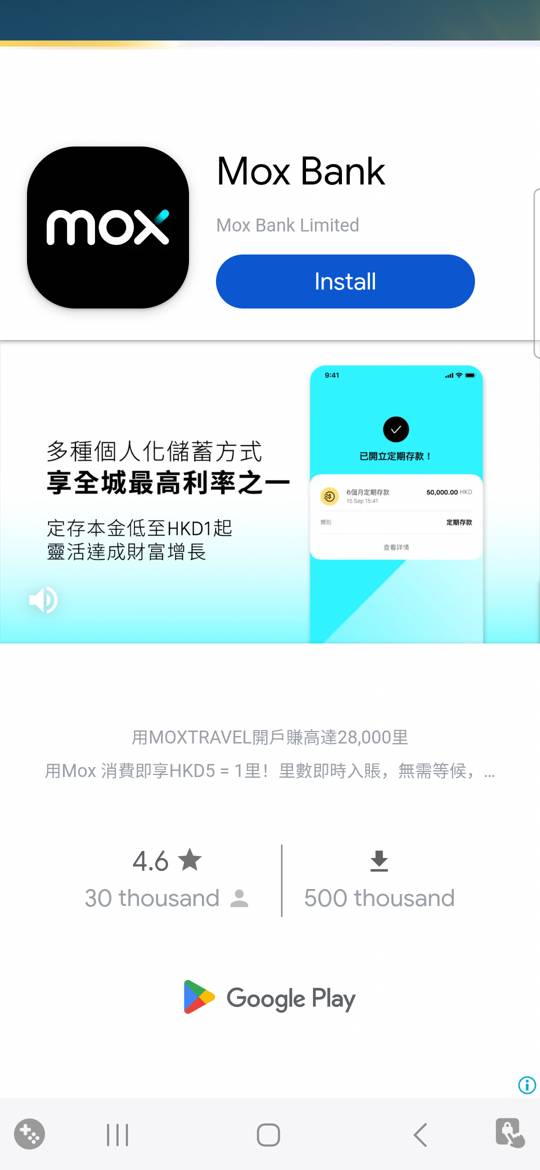 mox
Mox Bank
Mox Bank Limited
Install
多種個人化儲蓄方式
享全城最高利率之一
定存本金低至HKD1起
靈活達成財富增長
9:41
已開立定期存款！
6個月定期存款
50,000.00 HKD
15 Sep 15:41
類別
定期存款
查看詳情
用MOXTRAVEL開戶賺高達28,000里
用Mox 消費即享HKD5 = 1里！里數即時入賬，無需等候，...
4.6
30 thousand
500 thousand
Google Play